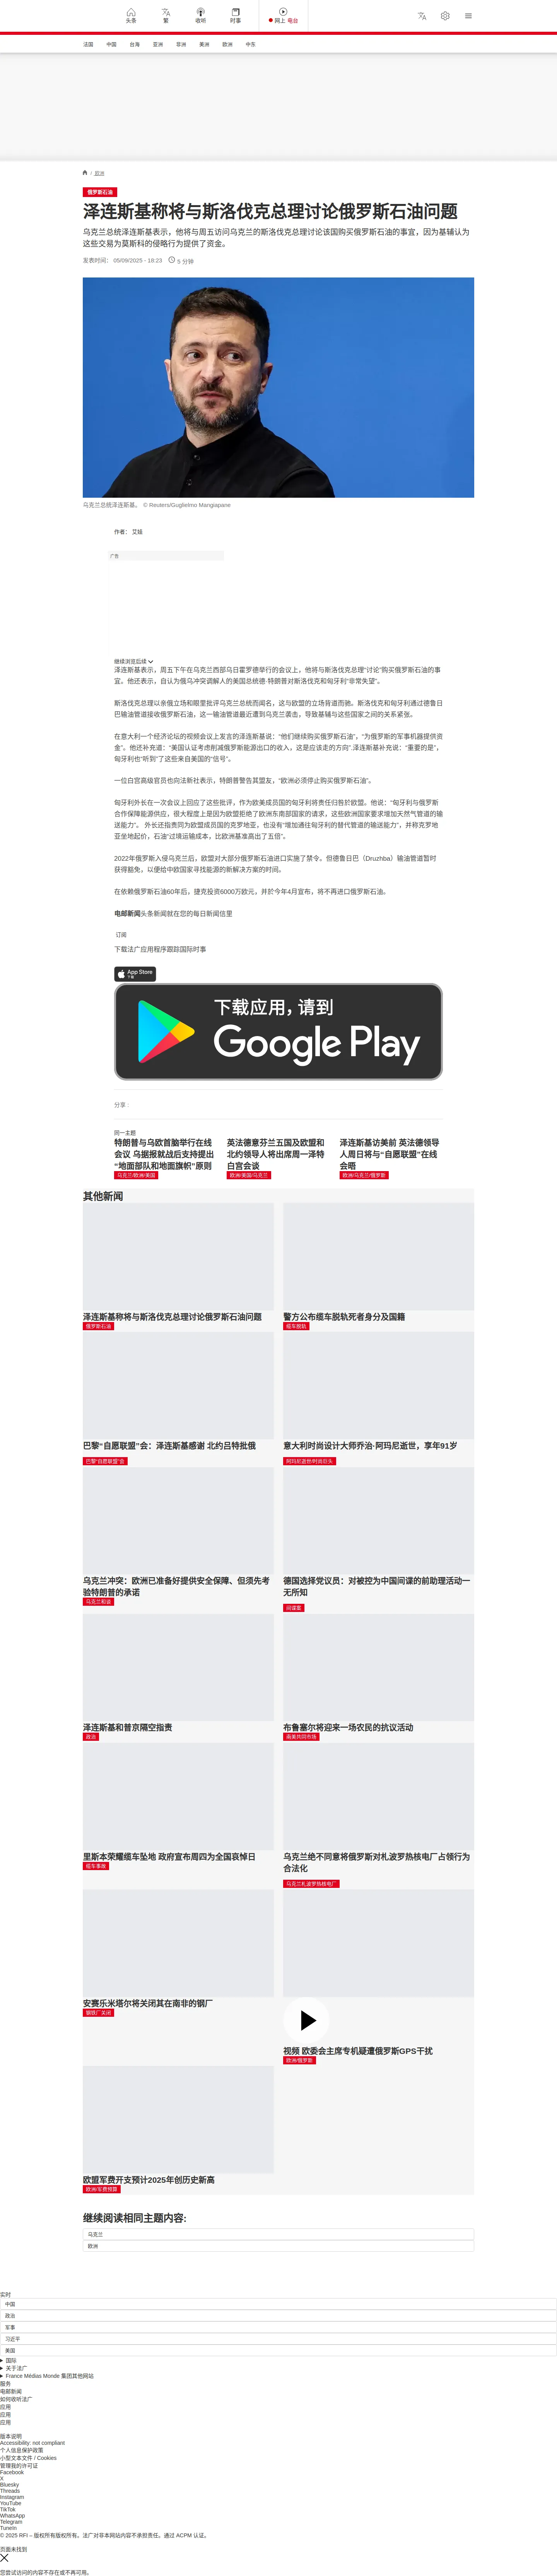 头条
繁
收听
时事
网上 电台
法国 中国 台海 亚洲 非洲 美洲 欧洲 中东
/ 欧洲
俄罗斯石油
泽连斯基称将与斯洛伐克总理讨论俄罗斯石油问题
乌克兰总统泽连斯基表示，他将与周五访问乌克兰的斯洛伐克总理讨论该国购买俄罗斯石油的事宜，因为基辅认为
这些交易为莫斯科的侵略行为提供了资金。
发表时间： 05/09/2025 - 18:23 5 分钟
乌克兰总统泽连斯基。 © Reuters/Guglielmo Mangiapane
作者： 艾娃
广告
继续浏览后续
泽连斯基表示，周五下午在乌克兰西部乌日霍罗德举行的会议上，他将与斯洛伐克总理“讨论”购买俄罗斯石油的事
宜。他还表示，自认为俄乌冲突调解人的美国总统德·特朗普对斯洛伐克和匈牙利“非常失望”。
斯洛伐克总理以亲俄立场和眼里批评乌克兰总统而闻名，这与欧盟的立场背道而驰。斯洛伐克和匈牙利通过德鲁日
巴输油管道接收俄罗斯石油，这一输油管道最近遭到乌克兰袭击，导致基辅与这些国家之间的关系紧张。
在意大利一个经济论坛的视频会议上发言的泽连斯基说：“他们继续购买俄罗斯石油”，“为俄罗斯的军事机器提供资
金”。他还补充道：“美国认证考虑削减俄罗斯能源出口的收入，这是应该走的方向”.泽连斯基补充说：“重要的是”，
匈牙利也“听到”了这些来自美国的“信号”。
一位白宫高级官员也向法新社表示，特朗普警告其盟友，“欧洲必须停止购买俄罗斯石油”。
匈牙利外长在一次会议上回应了这些批评，作为欧美成员国的匈牙利将责任归咎於欧盟。他说：“匈牙利与俄罗斯
合作保障能源供应，很大程度上是因为欧盟拒绝了欧洲东南部国家的请求，这些欧洲国家要求增加天然气管道的输
送能力”。 外长还指责同为欧盟成员国的克罗地亚，也没有“增加通往匈牙利的替代管道的输送能力”，并称克罗地
亚坐地起价，石油“过境运输成本，比欧洲基准高出了五倍”。
2022年俄罗斯入侵乌克兰后，欧盟对大部分俄罗斯石油进口实施了禁令。但德鲁日巴（Druzhba）输油管道暂时
获得豁免，以便给中欧国家寻找能源的新解决方案的时间。
在依赖俄罗斯石油60年后，捷克投资6000万欧元，并於今年4月宣布，将不再进口俄罗斯石油。
电邮新闻头条新闻就在您的每日新闻信里
订阅
下载法广应用程序跟踪国际时事
App Store
下载
下载应用，请到
Google Play
分享 :
同一主题
特朗普与乌欧首脑举行在线
会议 乌据报就战后支持提出
“地面部队和地面旗帜”原则
乌克兰/欧洲/美国
英法德意芬兰五国及欧盟和
北约领导人将出席周一泽特
白宫会谈
欧洲/美国/乌克兰
泽连斯基访美前 英法德领导
人周日将与“自愿联盟”在线
会晤
欧洲/乌克兰/俄罗斯
其他新闻
泽连斯基称将与斯洛伐克总理讨论俄罗斯石油问题
俄罗斯石油
警方公布缆车脱轨死者身分及国籍
缆车脱轨
巴黎“自愿联盟”会：泽连斯基感谢 北约吕特批俄
巴黎“自愿联盟”会
意大利时尚设计大师乔治·阿玛尼逝世，享年91岁
阿玛尼逝世/时尚巨头
乌克兰冲突：欧洲已准备好提供安全保障、但须先考
验特朗普的承诺
乌克兰和谈
德国选择党议员：对被控为中国间谍的前助理活动一
无所知
间谍案
泽连斯基和普京隔空指责
政治
布鲁塞尔将迎来一场农民的抗议活动
南美共同市场
里斯本荣耀缆车坠地 政府宣布周四为全国哀悼日
缆车事故
乌克兰绝不同意将俄罗斯对札波罗热核电厂占领行为
合法化
乌克兰札波罗热核电厂
安赛乐米塔尔将关闭其在南非的钢厂
钢铁厂关闭
视频 欧委会主席专机疑遭俄罗斯GPS干扰
欧洲/俄罗斯
欧盟军费开支预计2025年创历史新高
欧洲/军费预算
继续阅读相同主题内容:
乌克兰
欧洲
实时
中国
政治
军事
习近平
美国
国际
关于法广
France Médias Monde 集团其他网站
服务
电邮新闻
如何收听法广
应用
应用
应用
版本说明
Accessibility: not compliant
个人信息保护政策
小型文本文件 / Cookies
管理我的许可证
Facebook
X
Bluesky
Threads
Instagram
YouTube
TikTok
WhatsApp
Telegram
TuneIn
© 2025 RFI – 版权所有版权所有。法广对非本网站内容不承担责任。通过 ACPM 认证。
页面未找到
您尝试访问的内容不存在或不再可用。